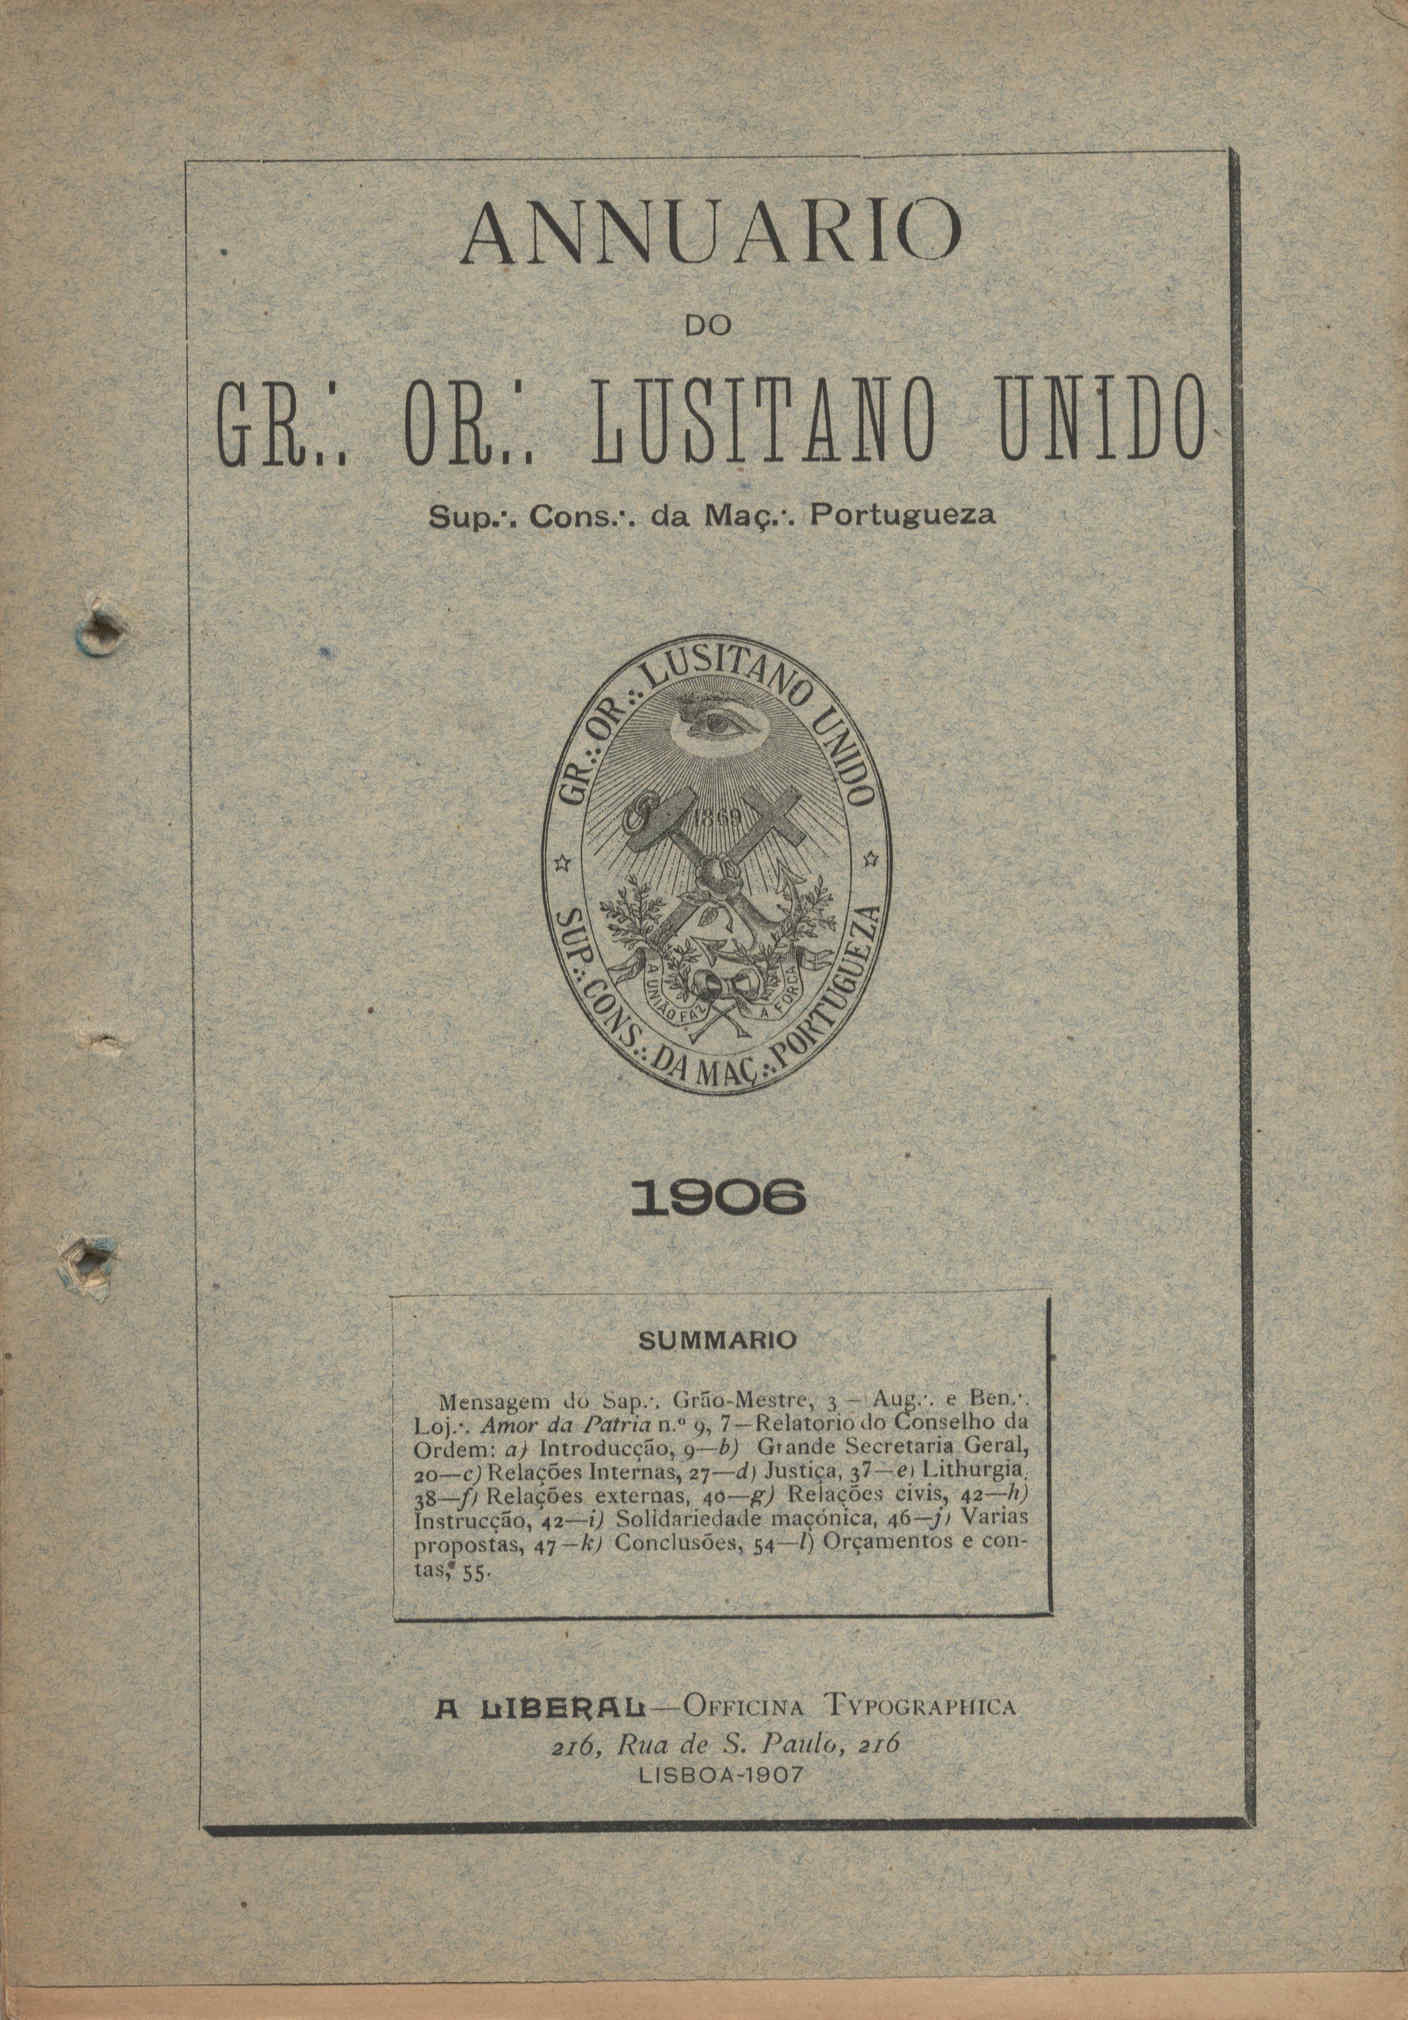 ANNUARIO
DO
GR.·. OR.·. LUSITANO UNIDO
Sup.·. Cons.·. da Maç.·. Portugueza
GR.·. OR.·. LUSITANO UNIDO
1869
A UNIÃO FAZ A FORÇA
SUP.·. CONS.·. DA MAÇ.·. PORTUGUEZA
1906
SUMMARIO
Mensagem do Sap.·. Grão-Mestre, 3 — Aug.·. e Ben.·.
Loj.·. Amor da Patria n.º 9, 7—Relatorio do Conselho da
Ordem: a) Introducção, 9—b) Grande Secretaria Geral,
20—c) Relações Internas, 27—d) Justiça, 37—e) Lithurgia,
38—f) Relações externas, 40—g) Relações civis, 42—h)
Instrucção, 42—i) Solidariedade maçónica, 46—j) Varias
propostas, 47—k) Conclusões, 54—l) Orçamentos e con-
tas, 55.
A LIBERAL—OFFICINA TYPOGRAPHICA
216, Rua de S. Paulo, 216
LISBOA-1907